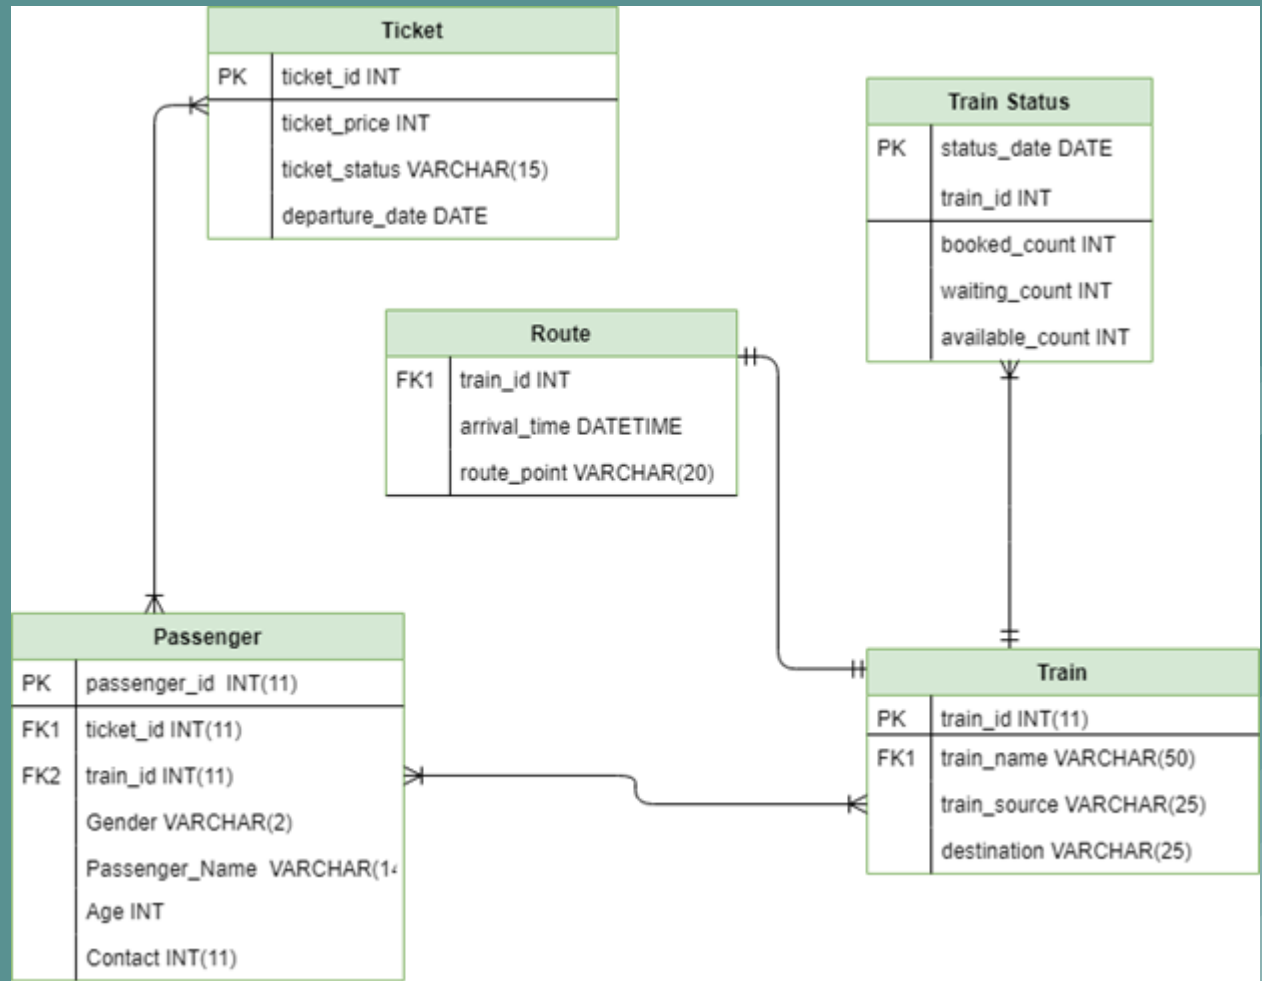 Ticket
PK ticket_id INT
ticket_price INT
ticket_status VARCHAR(15)
departure_date DATE
Train Status
PK status_date DATE
train_id INT
booked_count INT
waiting_count INT
available_count INT
Route
FK1 train_id INT
arrival_time DATETIME
route_point VARCHAR(20)
Passenger
PK passenger_id INT(11)
FK1 ticket_id INT(11)
FK2 train_id INT(11)
Gender VARCHAR(2)
Passenger_Name
Age INT
Contact INT(11)
Train
PK train_id INT(11)
FK1 train_name VARCHAR(50)
train_source VARCHAR(25)
destination VARCHAR(25)